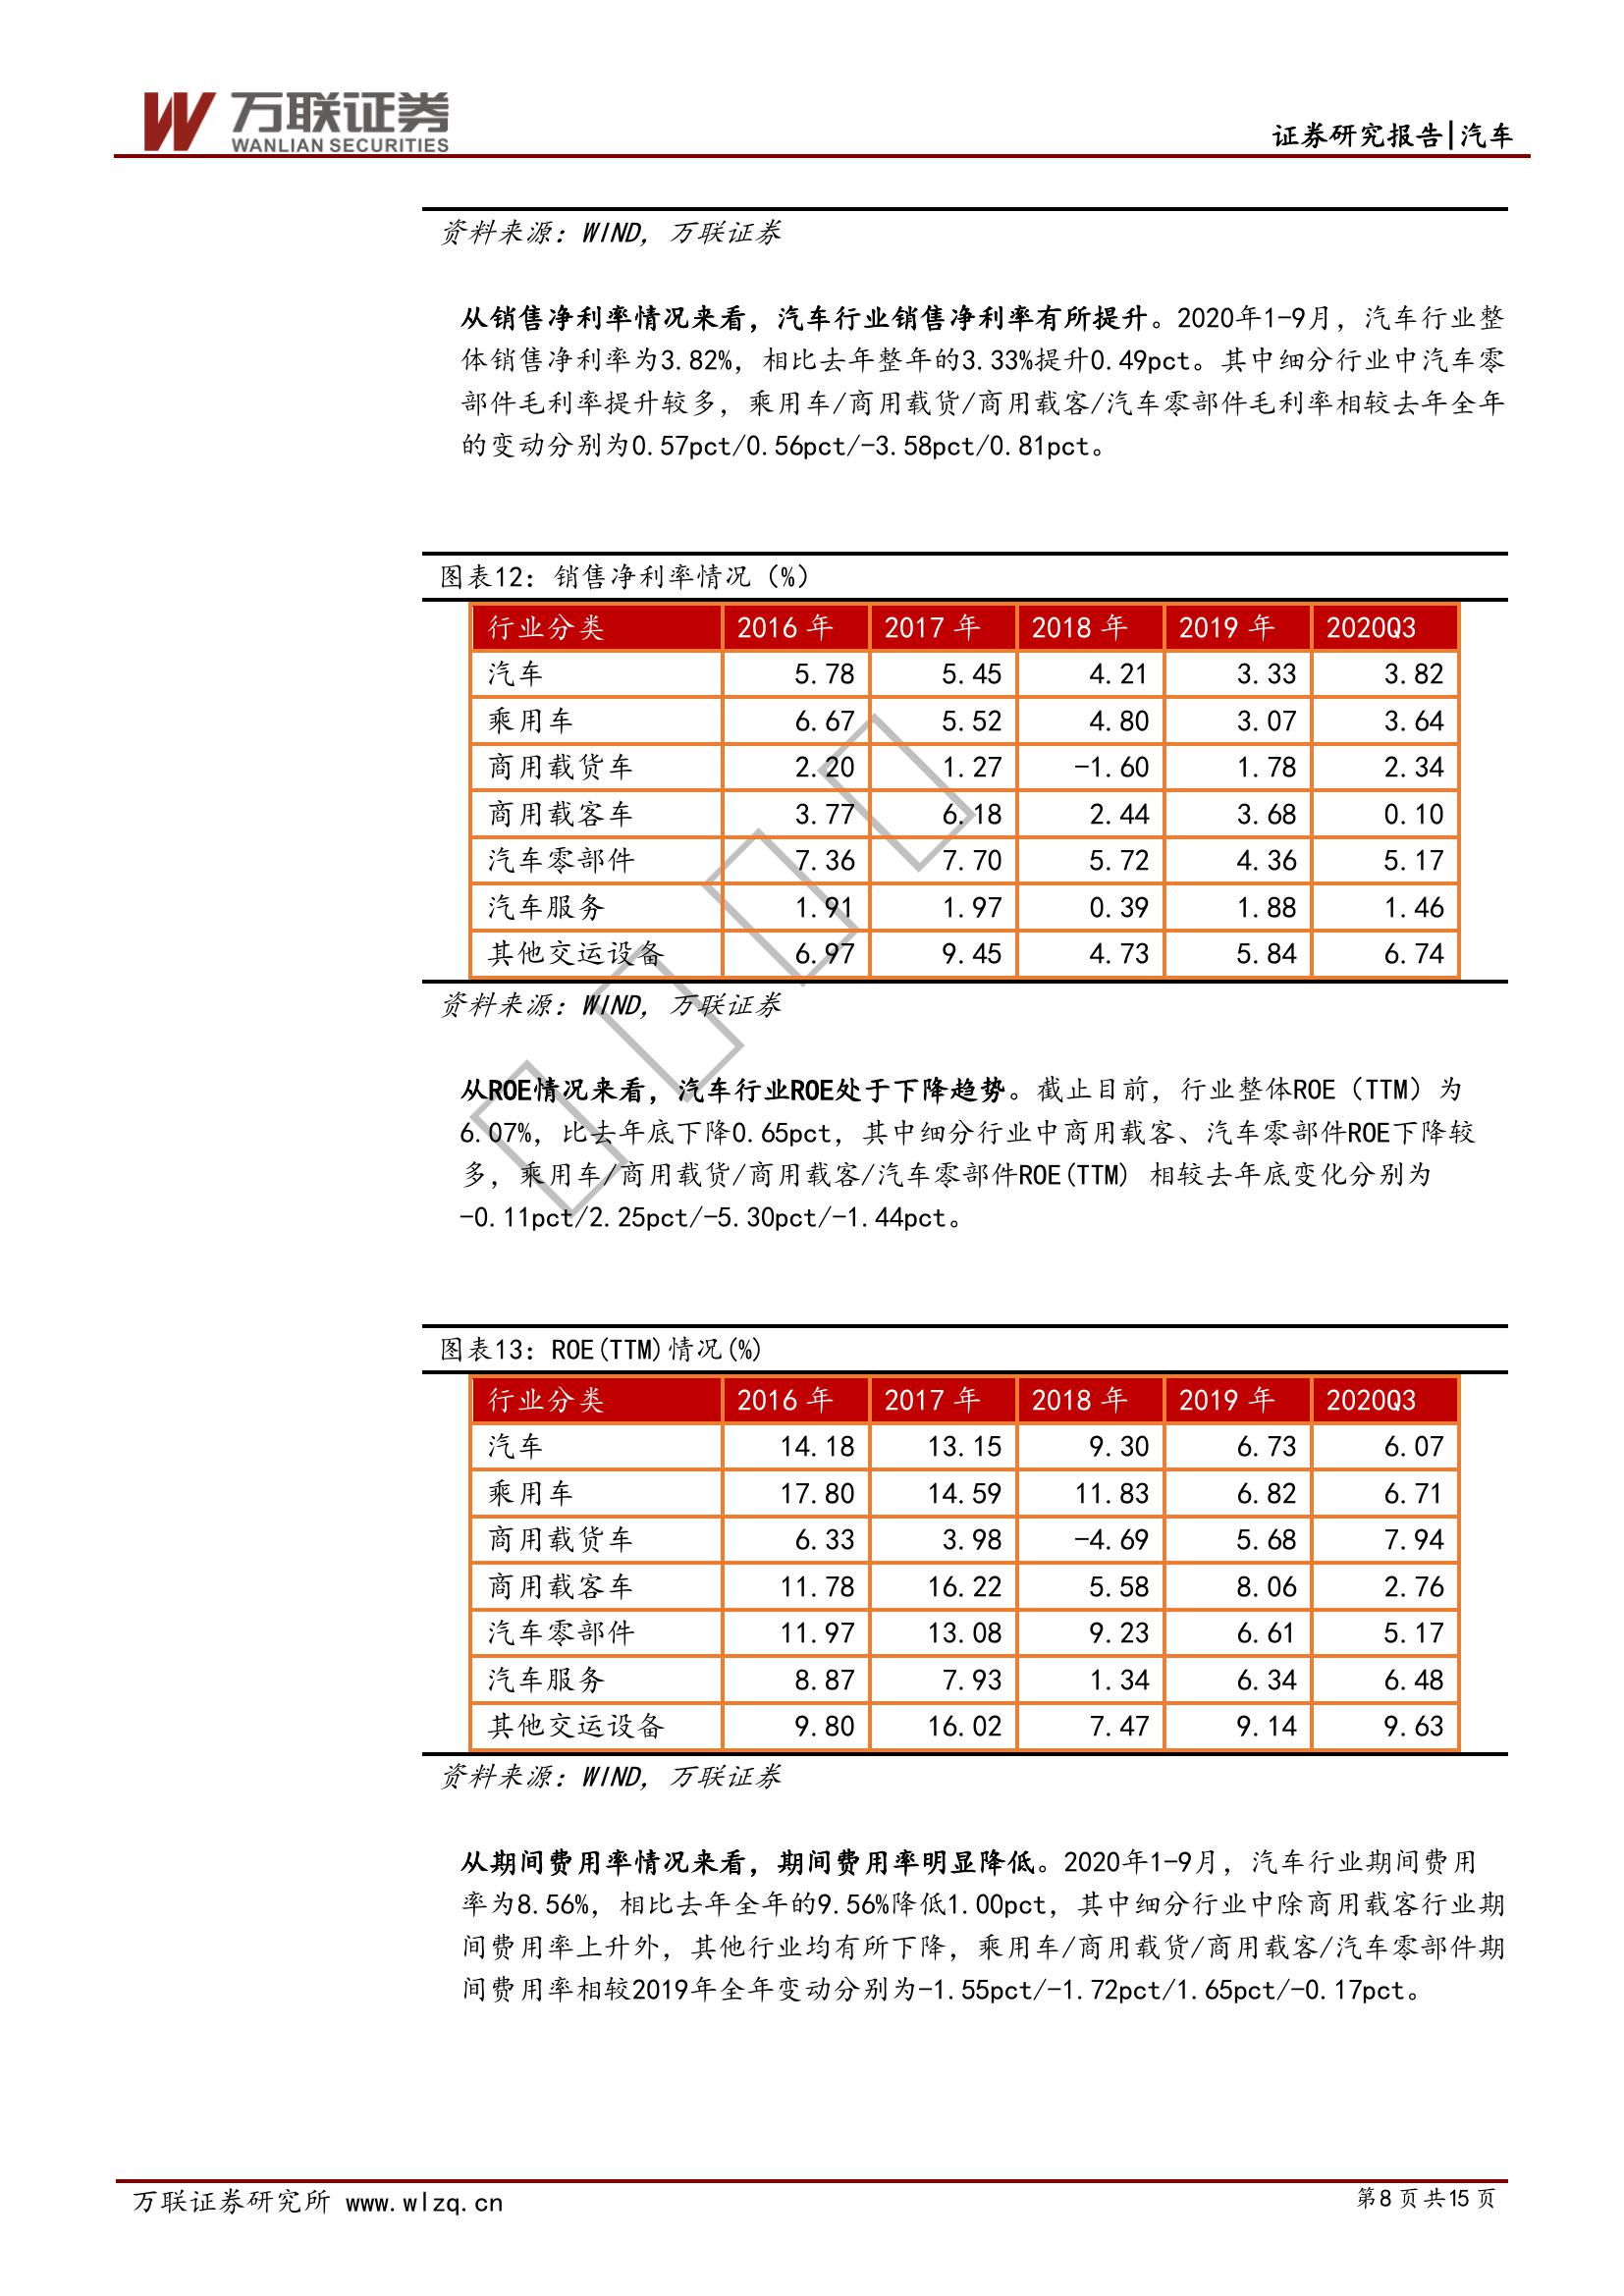 万联证券
WANLIAN SECURITIES
证券研究报告|汽车
资料来源：WIND，万联证券
从销售净利率情况来看，汽车行业销售净利率有所提升。2020年1-9月，汽车行业整
体销售净利率为3.82%，相比去年整年的3.33%提升0.49pct。其中细分行业中汽车零
部件毛利率提升较多，乘用车/商用载货/商用载客/汽车零部件毛利率相较去年全年
的变动分别为0.57pct/0.56pct/-3.58pct/0.81pct。
图表12：销售净利率情况（%）
行业分类 2016 年 2017 年 2018 年 2019 年 2020Q3
汽车 5.78 5.45 4.21 3.33 3.82
乘用车 6.67 5.52 4.80 3.07 3.64
商用载货车 2.20 1.27 -1.60 1.78 2.34
商用载客车 3.77 6.18 2.44 3.68 0.10
汽车零部件 7.36 7.70 5.72 4.36 5.17
汽车服务 1.91 1.97 0.39 1.88 1.46
其他交运设备 6.97 9.45 4.73 5.84 6.74
资料来源：WIND，万联证券
从ROE情况来看，汽车行业ROE处于下降趋势。截止目前，行业整体ROE（TTM）为
6.07%，比去年底下降0.65pct，其中细分行业中商用载客、汽车零部件ROE下降较
多，乘用车/商用载货/商用载客/汽车零部件ROE(TTM) 相较去年底变化分别为
-0.11pct/2.25pct/-5.30pct/-1.44pct。
图表13：ROE(TTM)情况(%)
行业分类 2016 年 2017 年 2018 年 2019 年 2020Q3
汽车 14.18 13.15 9.30 6.73 6.07
乘用车 17.80 14.59 11.83 6.82 6.71
商用载货车 6.33 3.98 -4.69 5.68 7.94
商用载客车 11.78 16.22 5.58 8.06 2.76
汽车零部件 11.97 13.08 9.23 6.61 5.17
汽车服务 8.87 7.93 1.34 6.34 6.48
其他交运设备 9.80 16.02 7.47 9.14 9.63
资料来源：WIND，万联证券
从期间费用率情况来看，期间费用率明显降低。2020年1-9月，汽车行业期间费用
率为8.56%，相比去年全年的9.56%降低1.00pct，其中细分行业中除商用载客行业期
间费用率上升外，其他行业均有所下降，乘用车/商用载货/商用载客/汽车零部件期
间费用率相较2019年全年变动分别为-1.55pct/-1.72pct/1.65pct/-0.17pct。
万联证券研究所 www.wlzq.cn
第8 页 共15 页